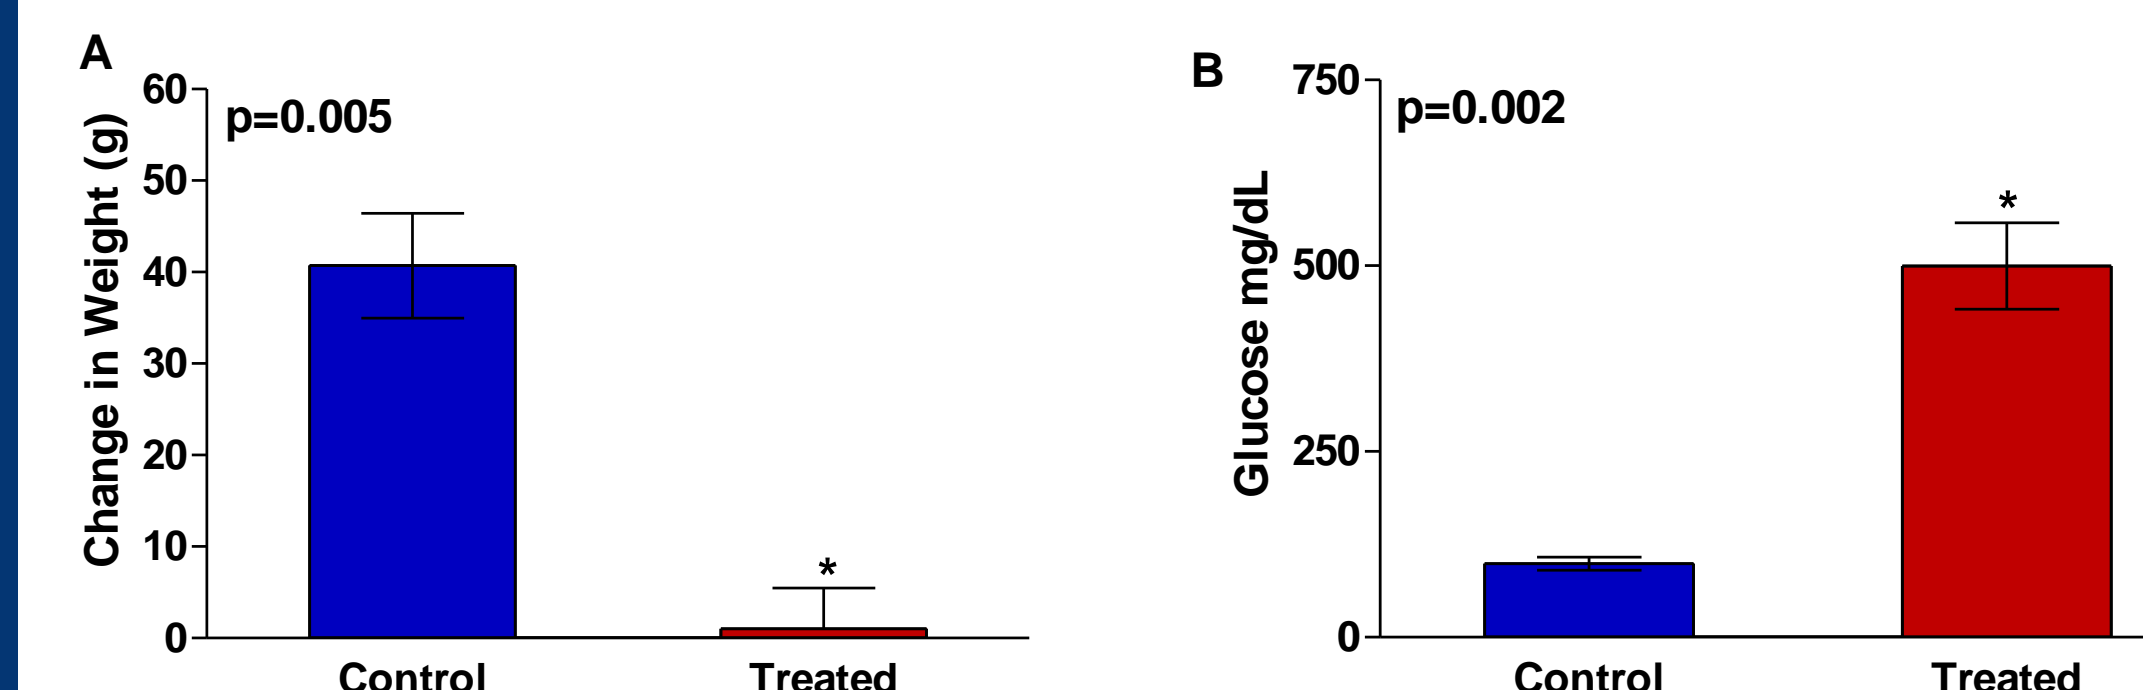 A
60
p=0.005
50
40
30
20
10
0
Change in Weight (g)
*
Control
Treated
B
750
p=0.002
500
250
0
Glucose mg/dL
*
Control
Treated